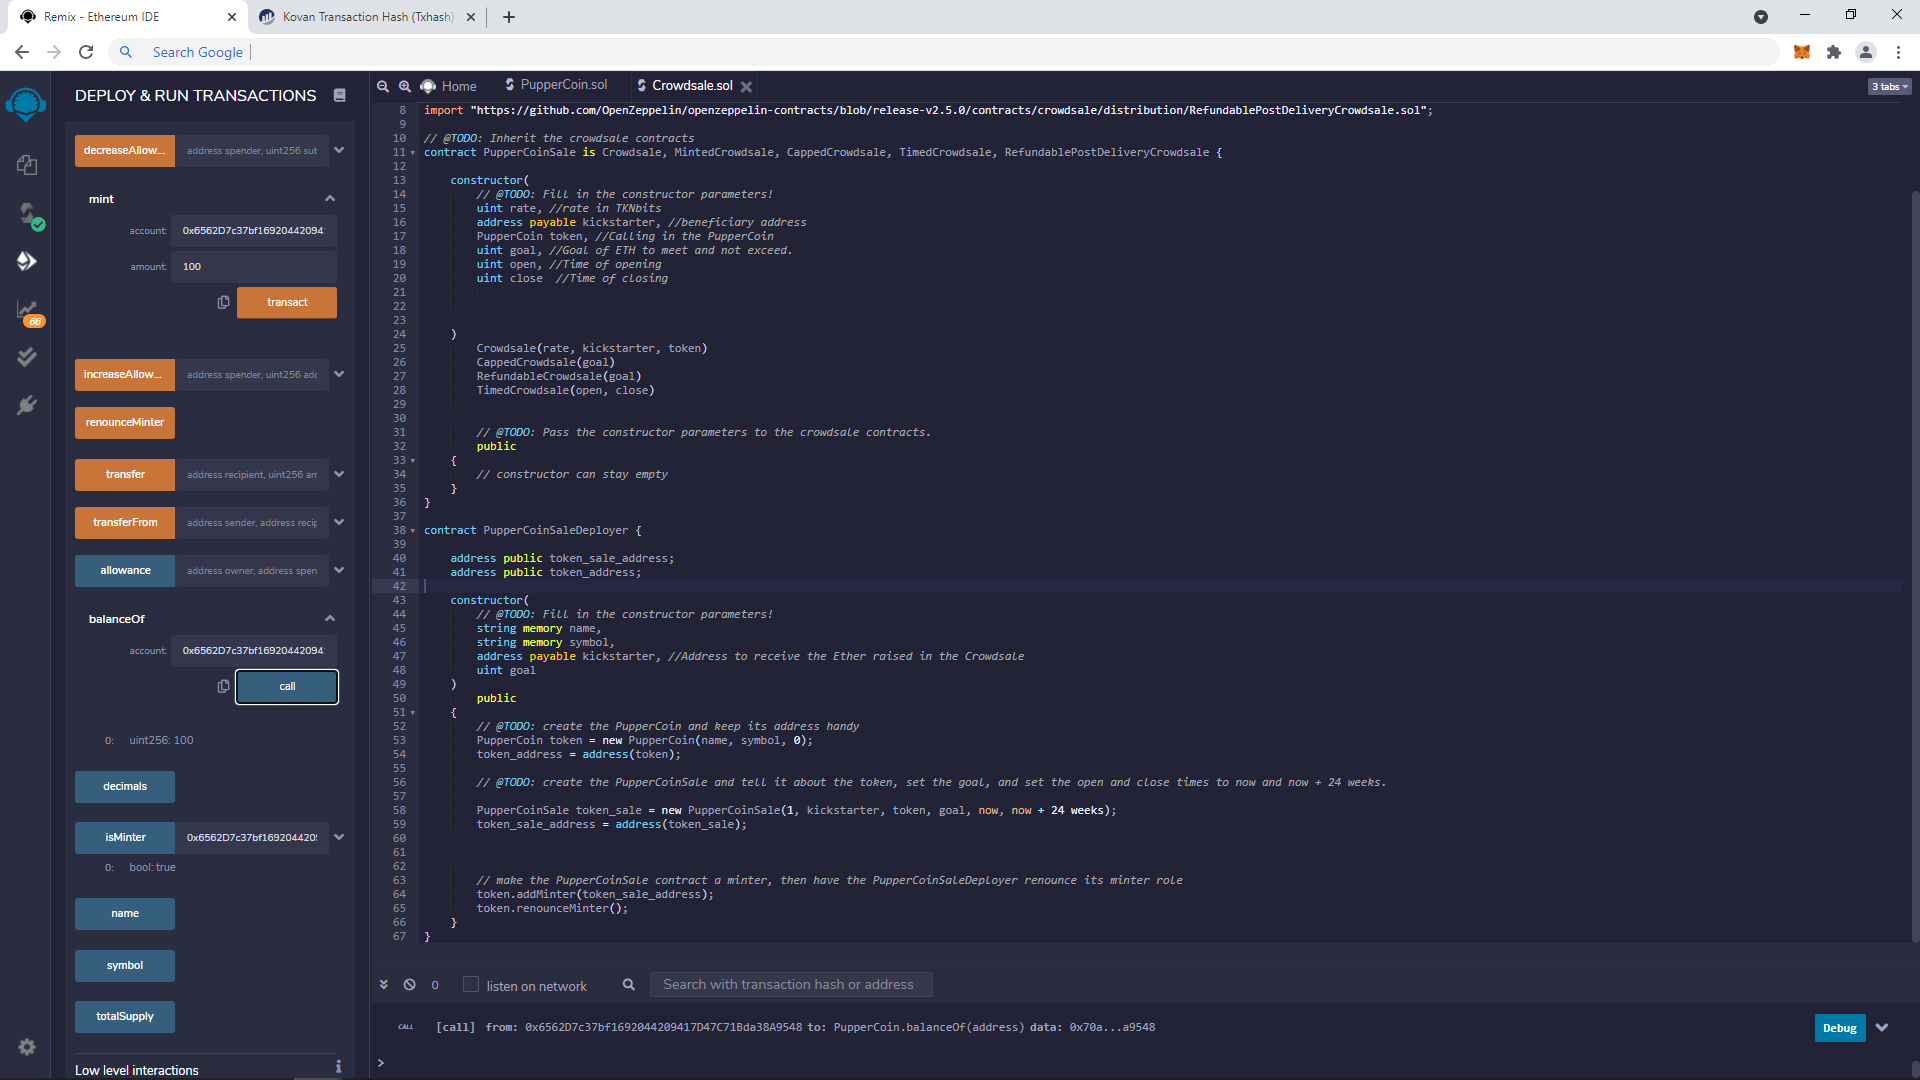 Remix - Ethereum IDE
Kovan Transaction Hash (Txhash)
Search Google
DEPLOY & RUN TRANSACTIONS
decreaseAllow...
address spender, uint256 sub
mint
account:
0x6562D7c37bf1692044209417
amount:
100
transact
66
increaseAllow...
address spender, uint256 adc
renounceMinter
transfer
address recipient, uint256 am
transferFrom
address sender, address recip
allowance
address owner, address spen
balanceOf
account:
0x6562D7c37bf1692044209417
call
0:
uint256: 100
decimals
isMinter
0x6562D7c37bf169204420
0:
bool: true
name
symbol
totalSupply
Low level interactions
i
Home
PupperCoin.sol
Crowdsale.sol
3 tabs
8 import "https://github.com/OpenZeppelin/openzeppelin-contracts/blob/release-v2.5.0/contracts/crowdsale/distribution/RefundablePostDeliveryCrowdsale.sol";
9
10 // @TODO: Inherit the crowdsale contracts
11 contract PupperCoinSale is Crowdsale, MintedCrowdsale, CappedCrowdsale, TimedCrowdsale, RefundablePostDeliveryCrowdsale {
12
13 constructor(
14 // @TODO: Fill in the constructor parameters!
15 uint rate, //rate in TKNbits
16 address payable kickstarter, //beneficiary address
17 PupperCoin token, //Calling in the PupperCoin
18 uint goal, //Goal of ETH to meet and not exceed.
19 uint open, //Time of opening
20 uint close //Time of closing
21
22
23
24 )
25 Crowdsale(rate, kickstarter, token)
26 CappedCrowdsale(goal)
27 RefundableCrowdsale(goal)
28 TimedCrowdsale(open, close)
29
30
31 // @TODO: Pass the constructor parameters to the crowdsale contracts.
32 public
33 {
34 // constructor can stay empty
35 }
36 }
37
38 contract PupperCoinSaleDeployer {
39
40 address public token_sale_address;
41 address public token_address;
42
43 constructor(
44 // @TODO: Fill in the constructor parameters!
45 string memory name,
46 string memory symbol,
47 address payable kickstarter, //Address to receive the Ether raised in the Crowdsale
48 uint goal
49 )
50 public
51 {
52 // @TODO: create the PupperCoin and keep its address handy
53 PupperCoin token = new PupperCoin(name, symbol, 0);
54 token_address = address(token);
55
56 // @TODO: create the PupperCoinSale and tell it about the token, set the goal, and set the open and close times to now and now + 24 weeks.
57
58 PupperCoinSale token_sale = new PupperCoinSale(1, kickstarter, token, goal, now, now + 24 weeks);
59 token_sale_address = address(token_sale);
60
61
62
63 // make the PupperCoinSale contract a minter, then have the PupperCoinSaleDeployer renounce its minter role
64 token.addMinter(token_sale_address);
65 token.renounceMinter();
66 }
67 }
0
listen on network
Search with transaction hash or address
CALL
[call] from: 0x6562D7c37bf1692044209417D47C71Bda38A9548 to: PupperCoin.balanceOf(address) data: 0x70a...a9548
Debug
>